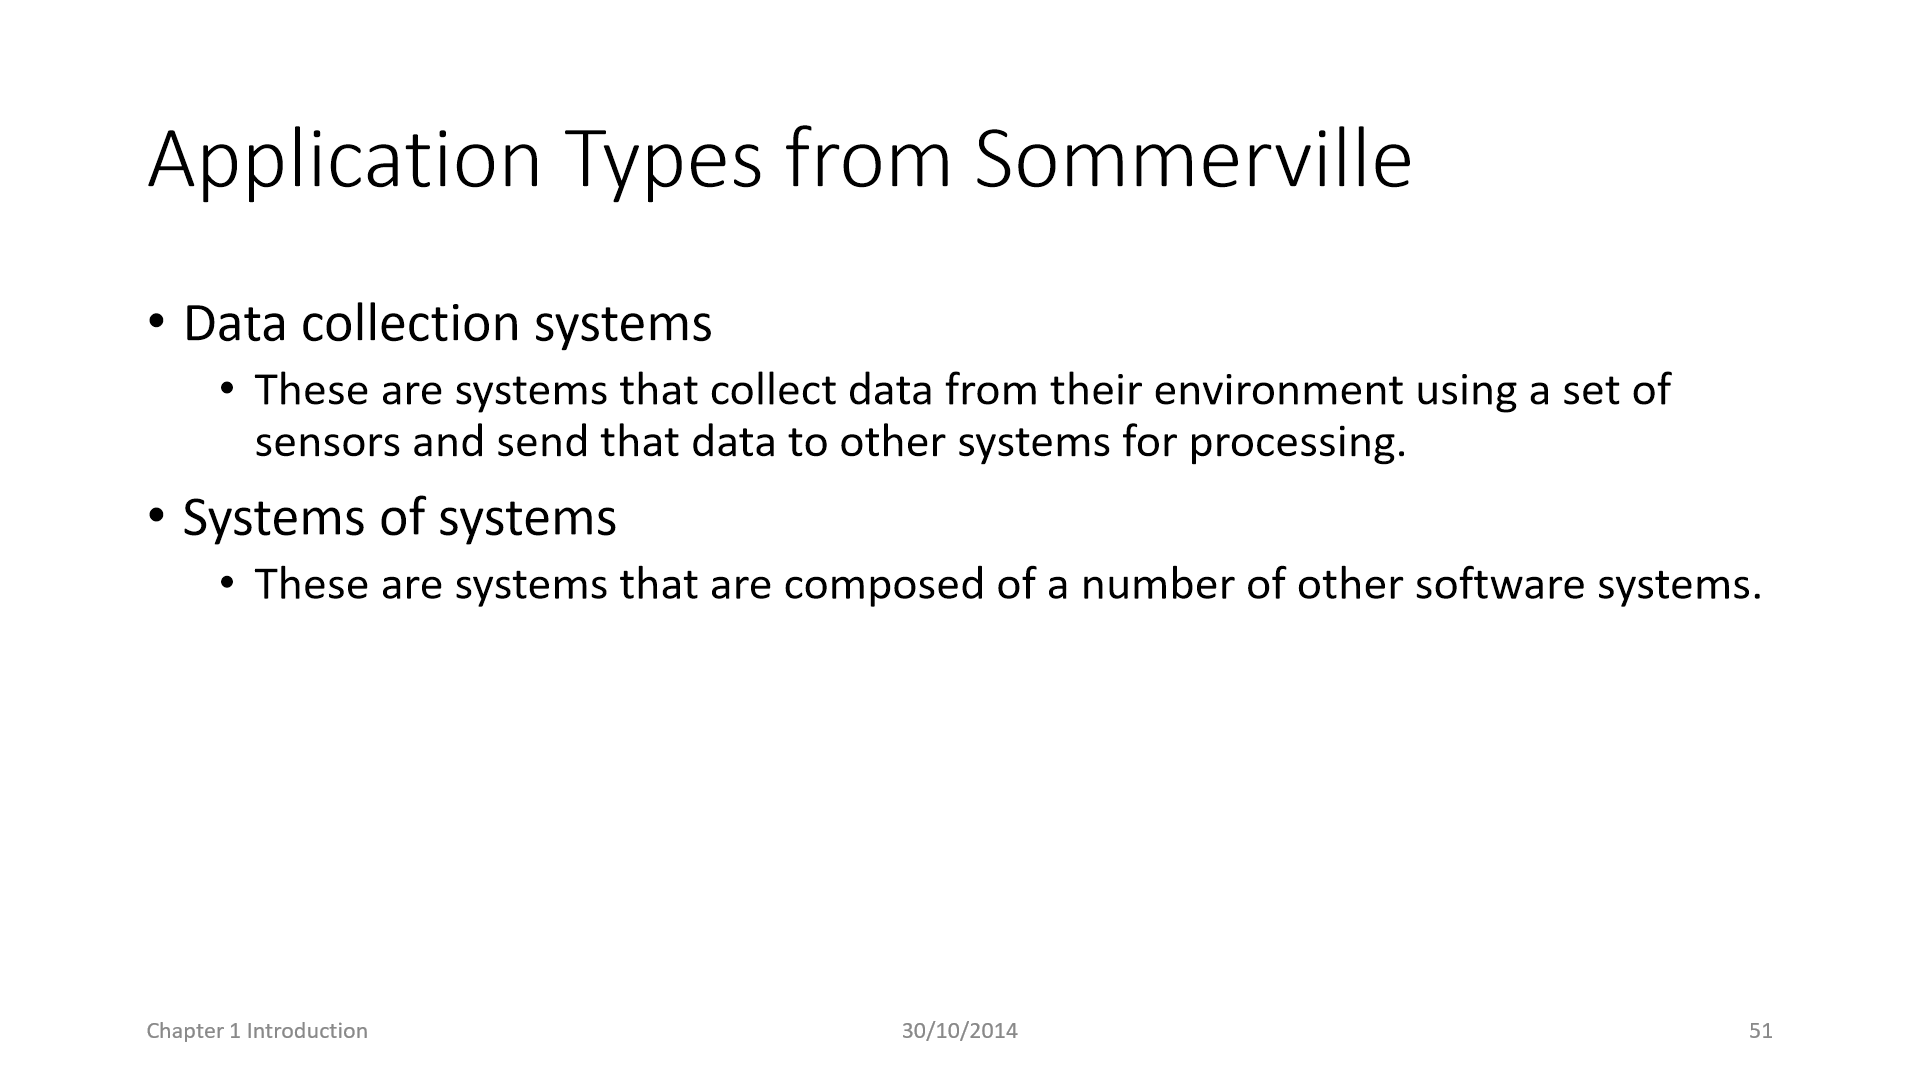 Application Types from Sommerville
• Data collection systems
• These are systems that collect data from their environment using a set of
sensors and send that data to other systems for processing.
• Systems of systems
• These are systems that are composed of a number of other software systems.
Chapter 1 Introduction
30/10/2014
51